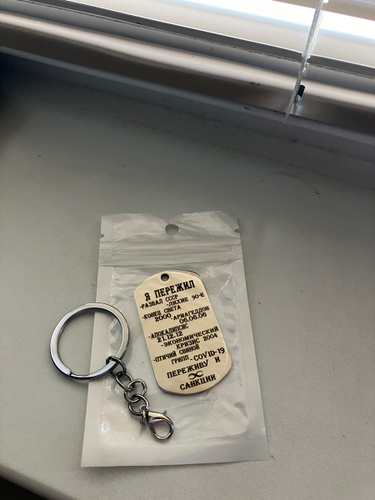 Я ПЕРЕЖИЛ
-РАЗВАЛ СССР
-ЛИХИЕ 90-Е
-КОНЕЦ СВЕТА
2000 -АРМАГЕДДОН
06.06.06
-АПОКАЛИПСИС
21.12.12
-ЭКОНОМИЧЕСКИЙ
КРИЗИС 2004
-ПТИЧИЙ СВИНОЙ
ГРИПП -COVID-19
ПЕРЕЖИВУ И
САНКЦИИ